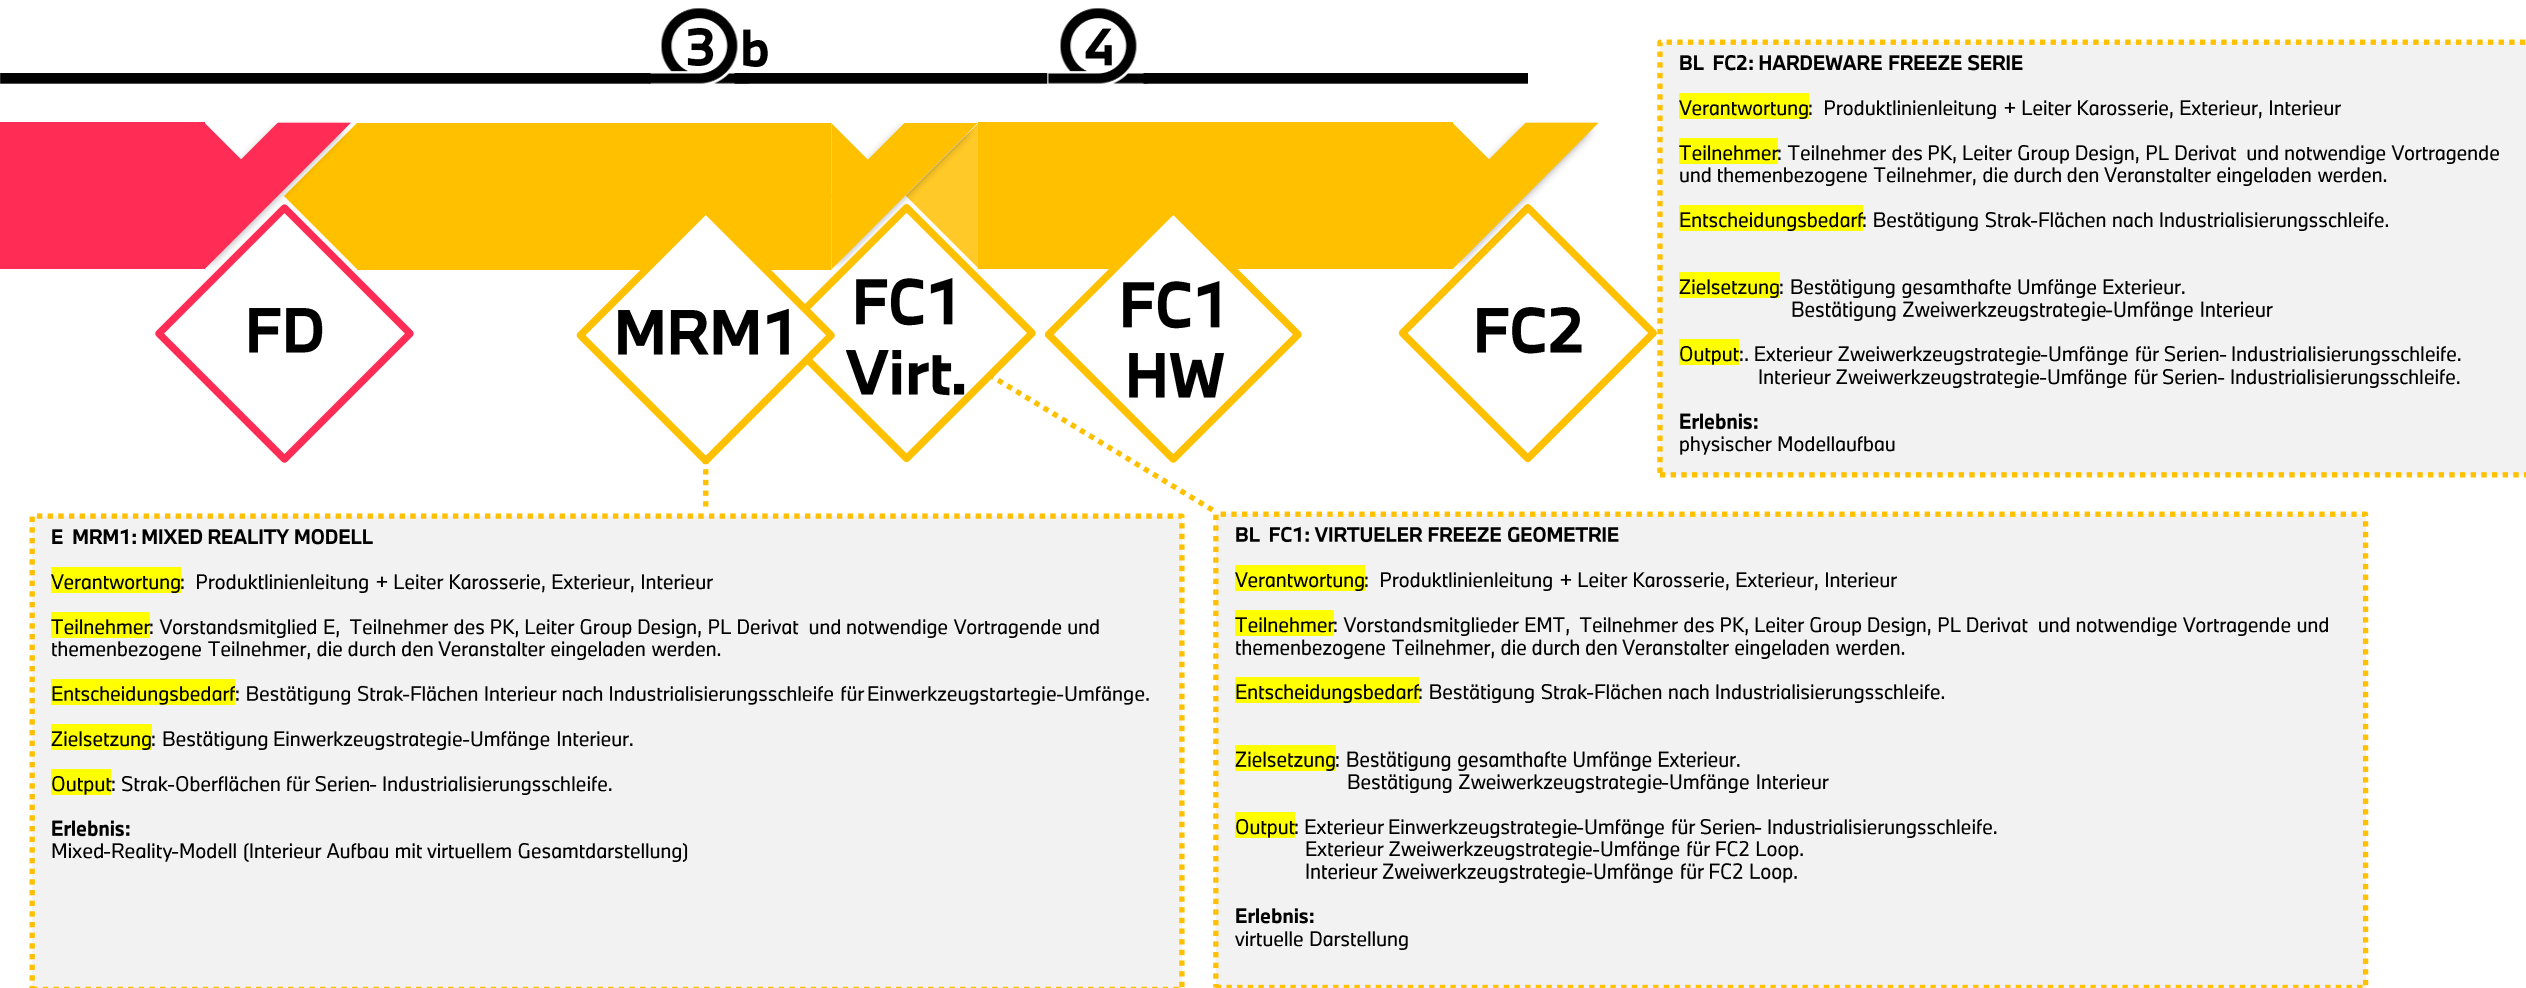 3 b
4
FD
MRM1
FC1
Virt.
FC1
HW
FC2
BL FC2: HARDEWARE FREEZE SERIE
Verantwortung: Produktlinienleitung + Leiter Karosserie, Exterieur, Interieur
Teilnehmer: Teilnehmer des PK, Leiter Group Design, PL Derivat und notwendige Vortragende
und themenbezogene Teilnehmer, die durch den Veranstalter eingeladen werden.
Entscheidungsbedarf: Bestätigung Strak-Flächen nach Industrialisierungsschleife.
Zielsetzung: Bestätigung gesamthafte Umfänge Exterieur.
Bestätigung Zweiwerkzeugstrategie-Umfänge Interieur
Output:. Exterieur Zweiwerkzeugstrategie-Umfänge für Serien- Industrialisierungsschleife.
Interieur Zweiwerkzeugstrategie-Umfänge für Serien- Industrialisierungsschleife.
Erlebnis:
physischer Modellaufbau
E MRM1: MIXED REALITY MODELL
Verantwortung: Produktlinienleitung + Leiter Karosserie, Exterieur, Interieur
Teilnehmer: Vorstandsmitglied E, Teilnehmer des PK, Leiter Group Design, PL Derivat und notwendige Vortragende und
themenbezogene Teilnehmer, die durch den Veranstalter eingeladen werden.
Entscheidungsbedarf: Bestätigung Strak-Flächen Interieur nach Industrialisierungsschleife für Einwerkzeugstartegie-Umfänge.
Zielsetzung: Bestätigung Einwerkzeugstrategie-Umfänge Interieur.
Output: Strak-Oberflächen für Serien- Industrialisierungsschleife.
Erlebnis:
Mixed-Reality-Modell (Interieur Aufbau mit virtuellem Gesamtdarstellung)
BL FC1: VIRTUELER FREEZE GEOMETRIE
Verantwortung: Produktlinienleitung + Leiter Karosserie, Exterieur, Interieur
Teilnehmer: Vorstandsmitglieder EMT, Teilnehmer des PK, Leiter Group Design, PL Derivat und notwendige Vortragende und
themenbezogene Teilnehmer, die durch den Veranstalter eingeladen werden.
Entscheidungsbedarf: Bestätigung Strak-Flächen nach Industrialisierungsschleife.
Zielsetzung: Bestätigung gesamthafte Umfänge Exterieur.
Bestätigung Zweiwerkzeugstrategie-Umfänge Interieur
Output: Exterieur Einwerkzeugstrategie-Umfänge für Serien- Industrialisierungsschleife.
Exterieur Zweiwerkzeugstrategie-Umfänge für FC2 Loop.
Interieur Zweiwerkzeugstrategie-Umfänge für FC2 Loop.
Erlebnis:
virtuelle Darstellung